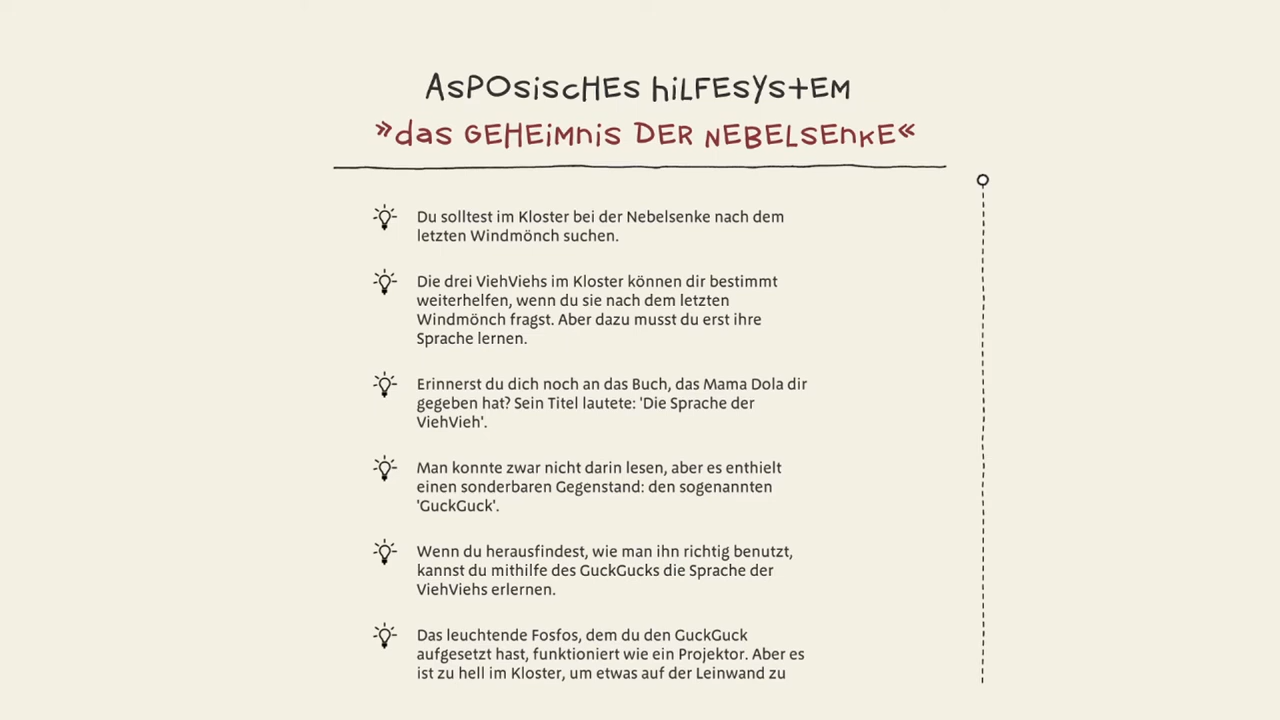 Asposisches Hilfesystem
»das Geheimnis der Nebelsenke«
Du solltest im Kloster bei der Nebelsenke nach dem
letzten Windmönch suchen.
Die drei ViehViehs im Kloster können dir bestimmt
weiterhelfen, wenn du sie nach dem letzten
Windmönch fragst. Aber dazu musst du erst ihre
Sprache lernen.
Erinnerst du dich noch an das Buch, das Mama Dola dir
gegeben hat? Sein Titel lautete: 'Die Sprache der
ViehVieh'.
Man konnte zwar nicht darin lesen, aber es enthielt
einen sonderbaren Gegenstand: den sogenannten
'GuckGuck'.
Wenn du herausfindest, wie man ihn richtig benutzt,
kannst du mithilfe des GuckGucks die Sprache der
ViehViehs erlernen.
Das leuchtende Fosfos, dem du den GuckGuck
aufgesetzt hast, funktioniert wie ein Projektor. Aber es
ist zu hell im Kloster, um etwas auf der Leinwand zu